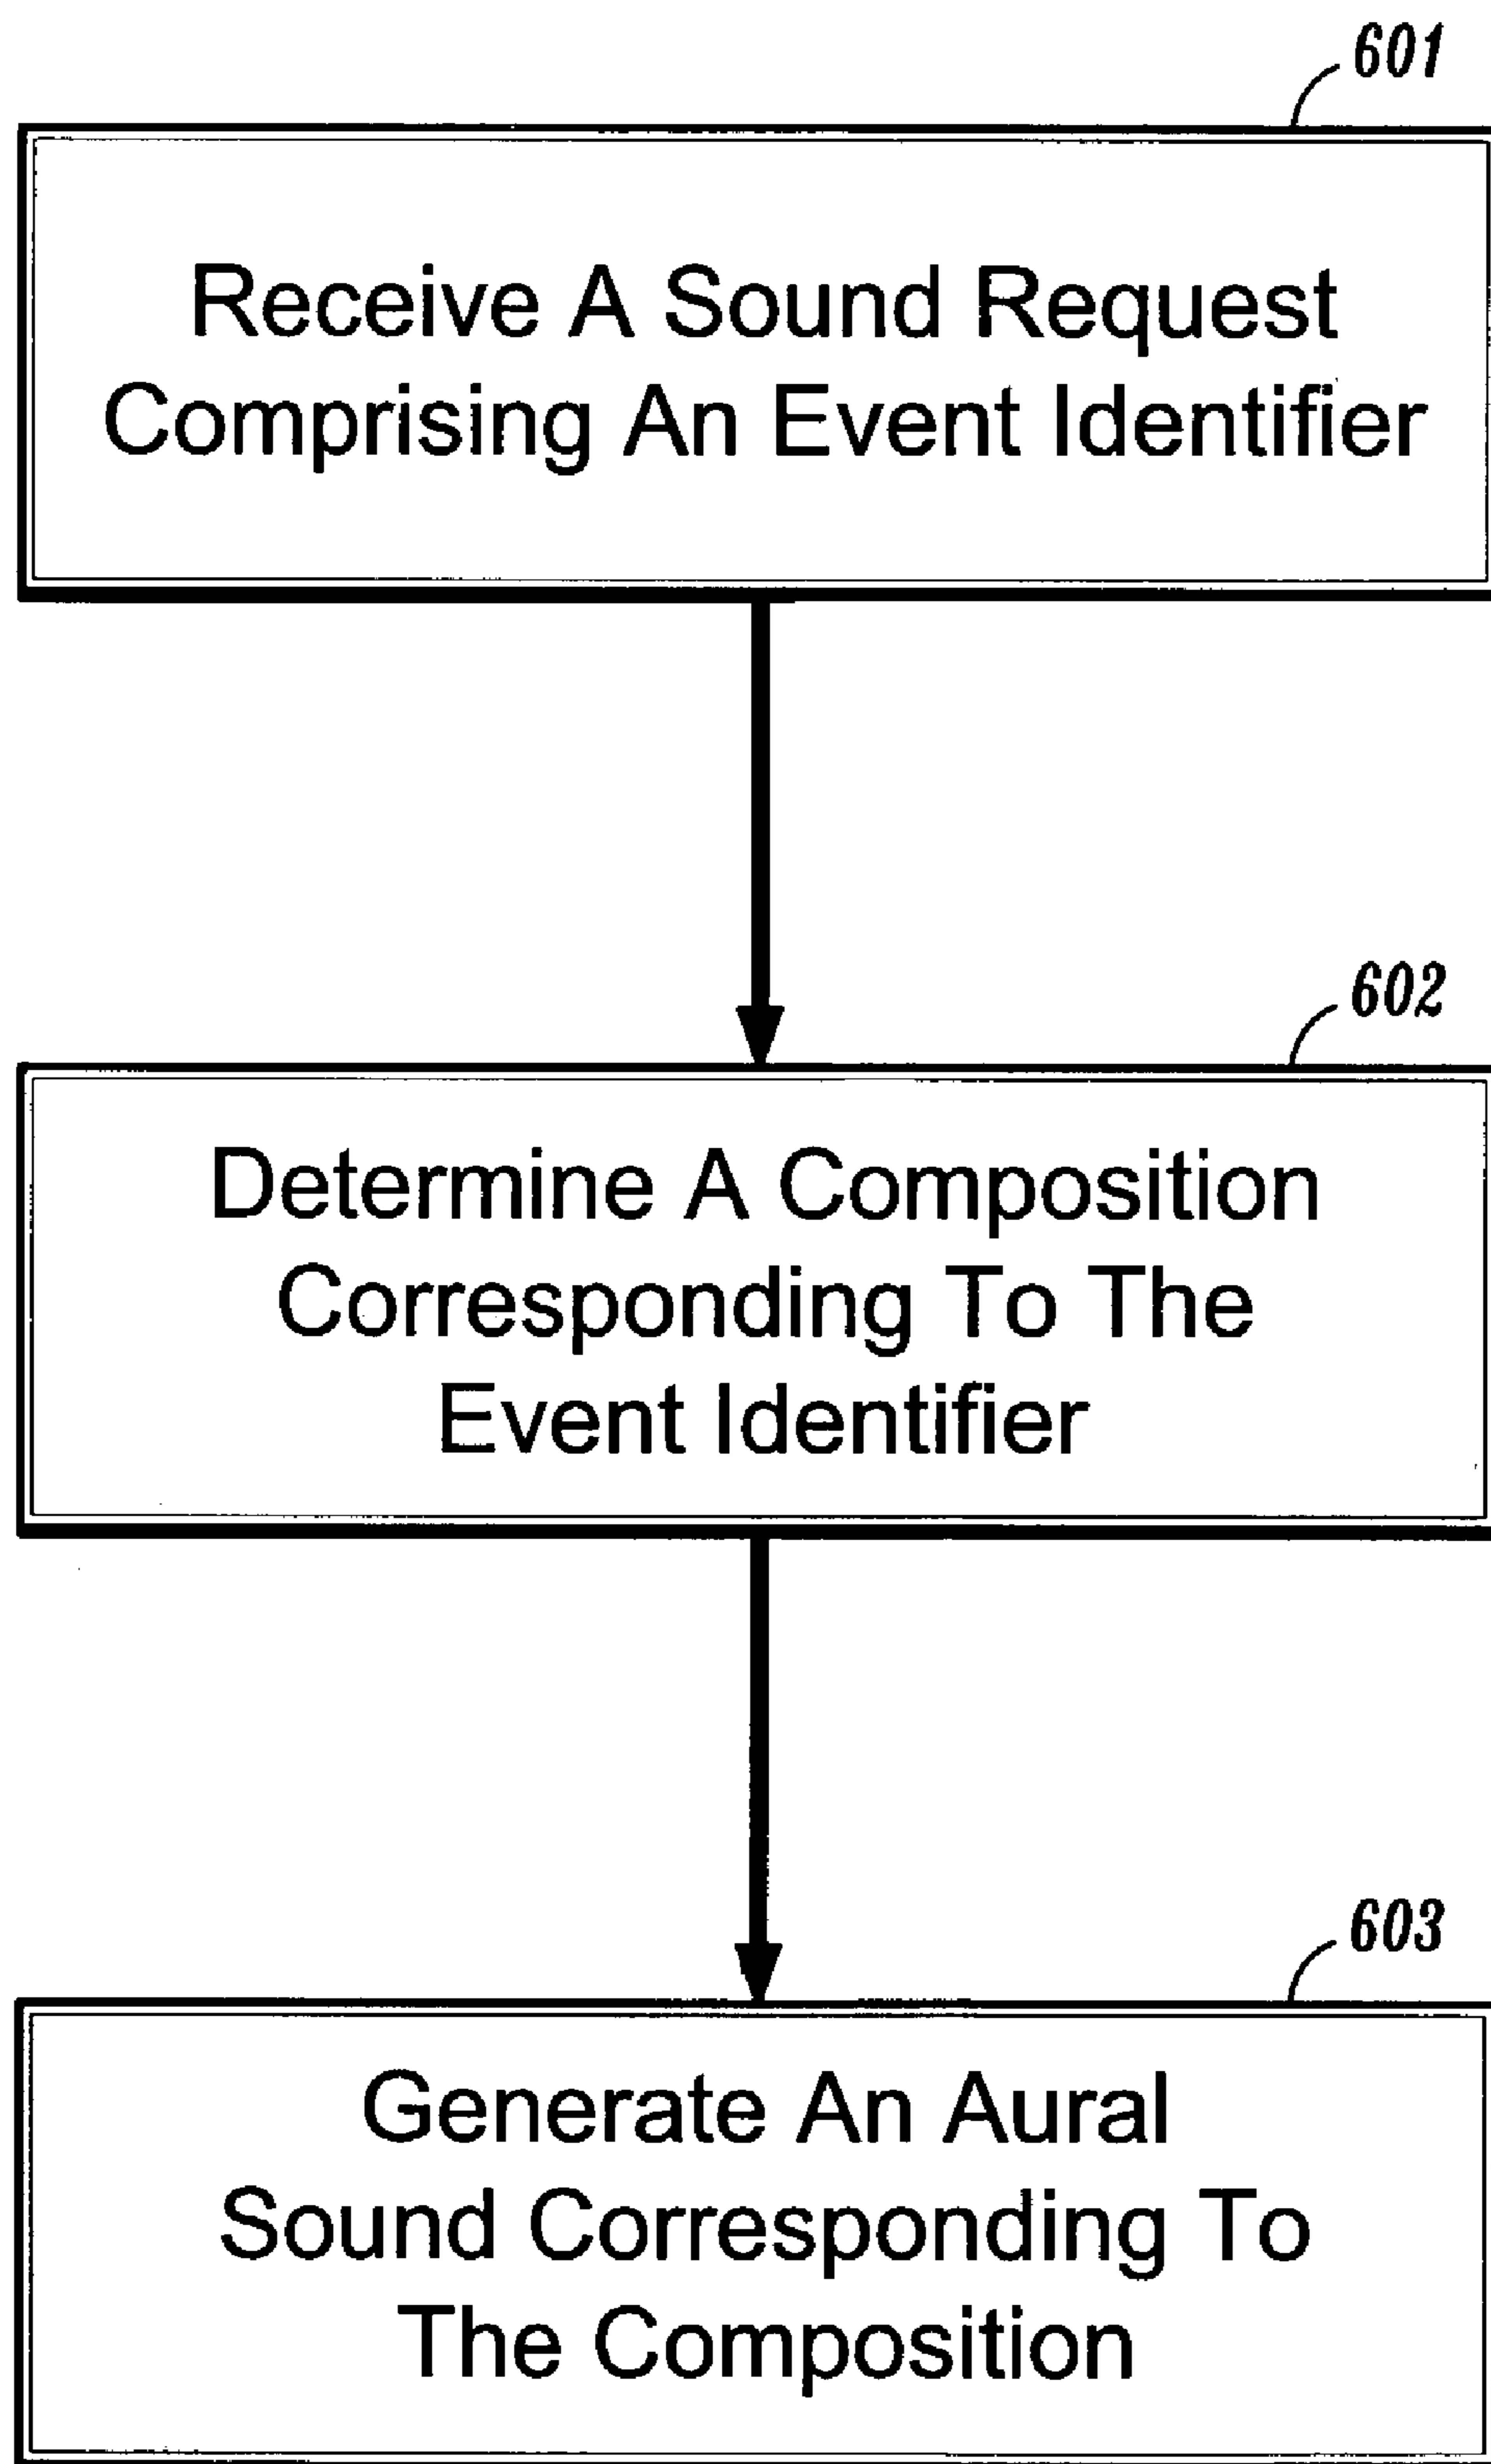 601
Receive A Sound Request
Comprising An Event Identifier
602
Determine A Composition
Corresponding To The
Event Identifier
603
Generate An Aural
Sound Corresponding To
The Composition